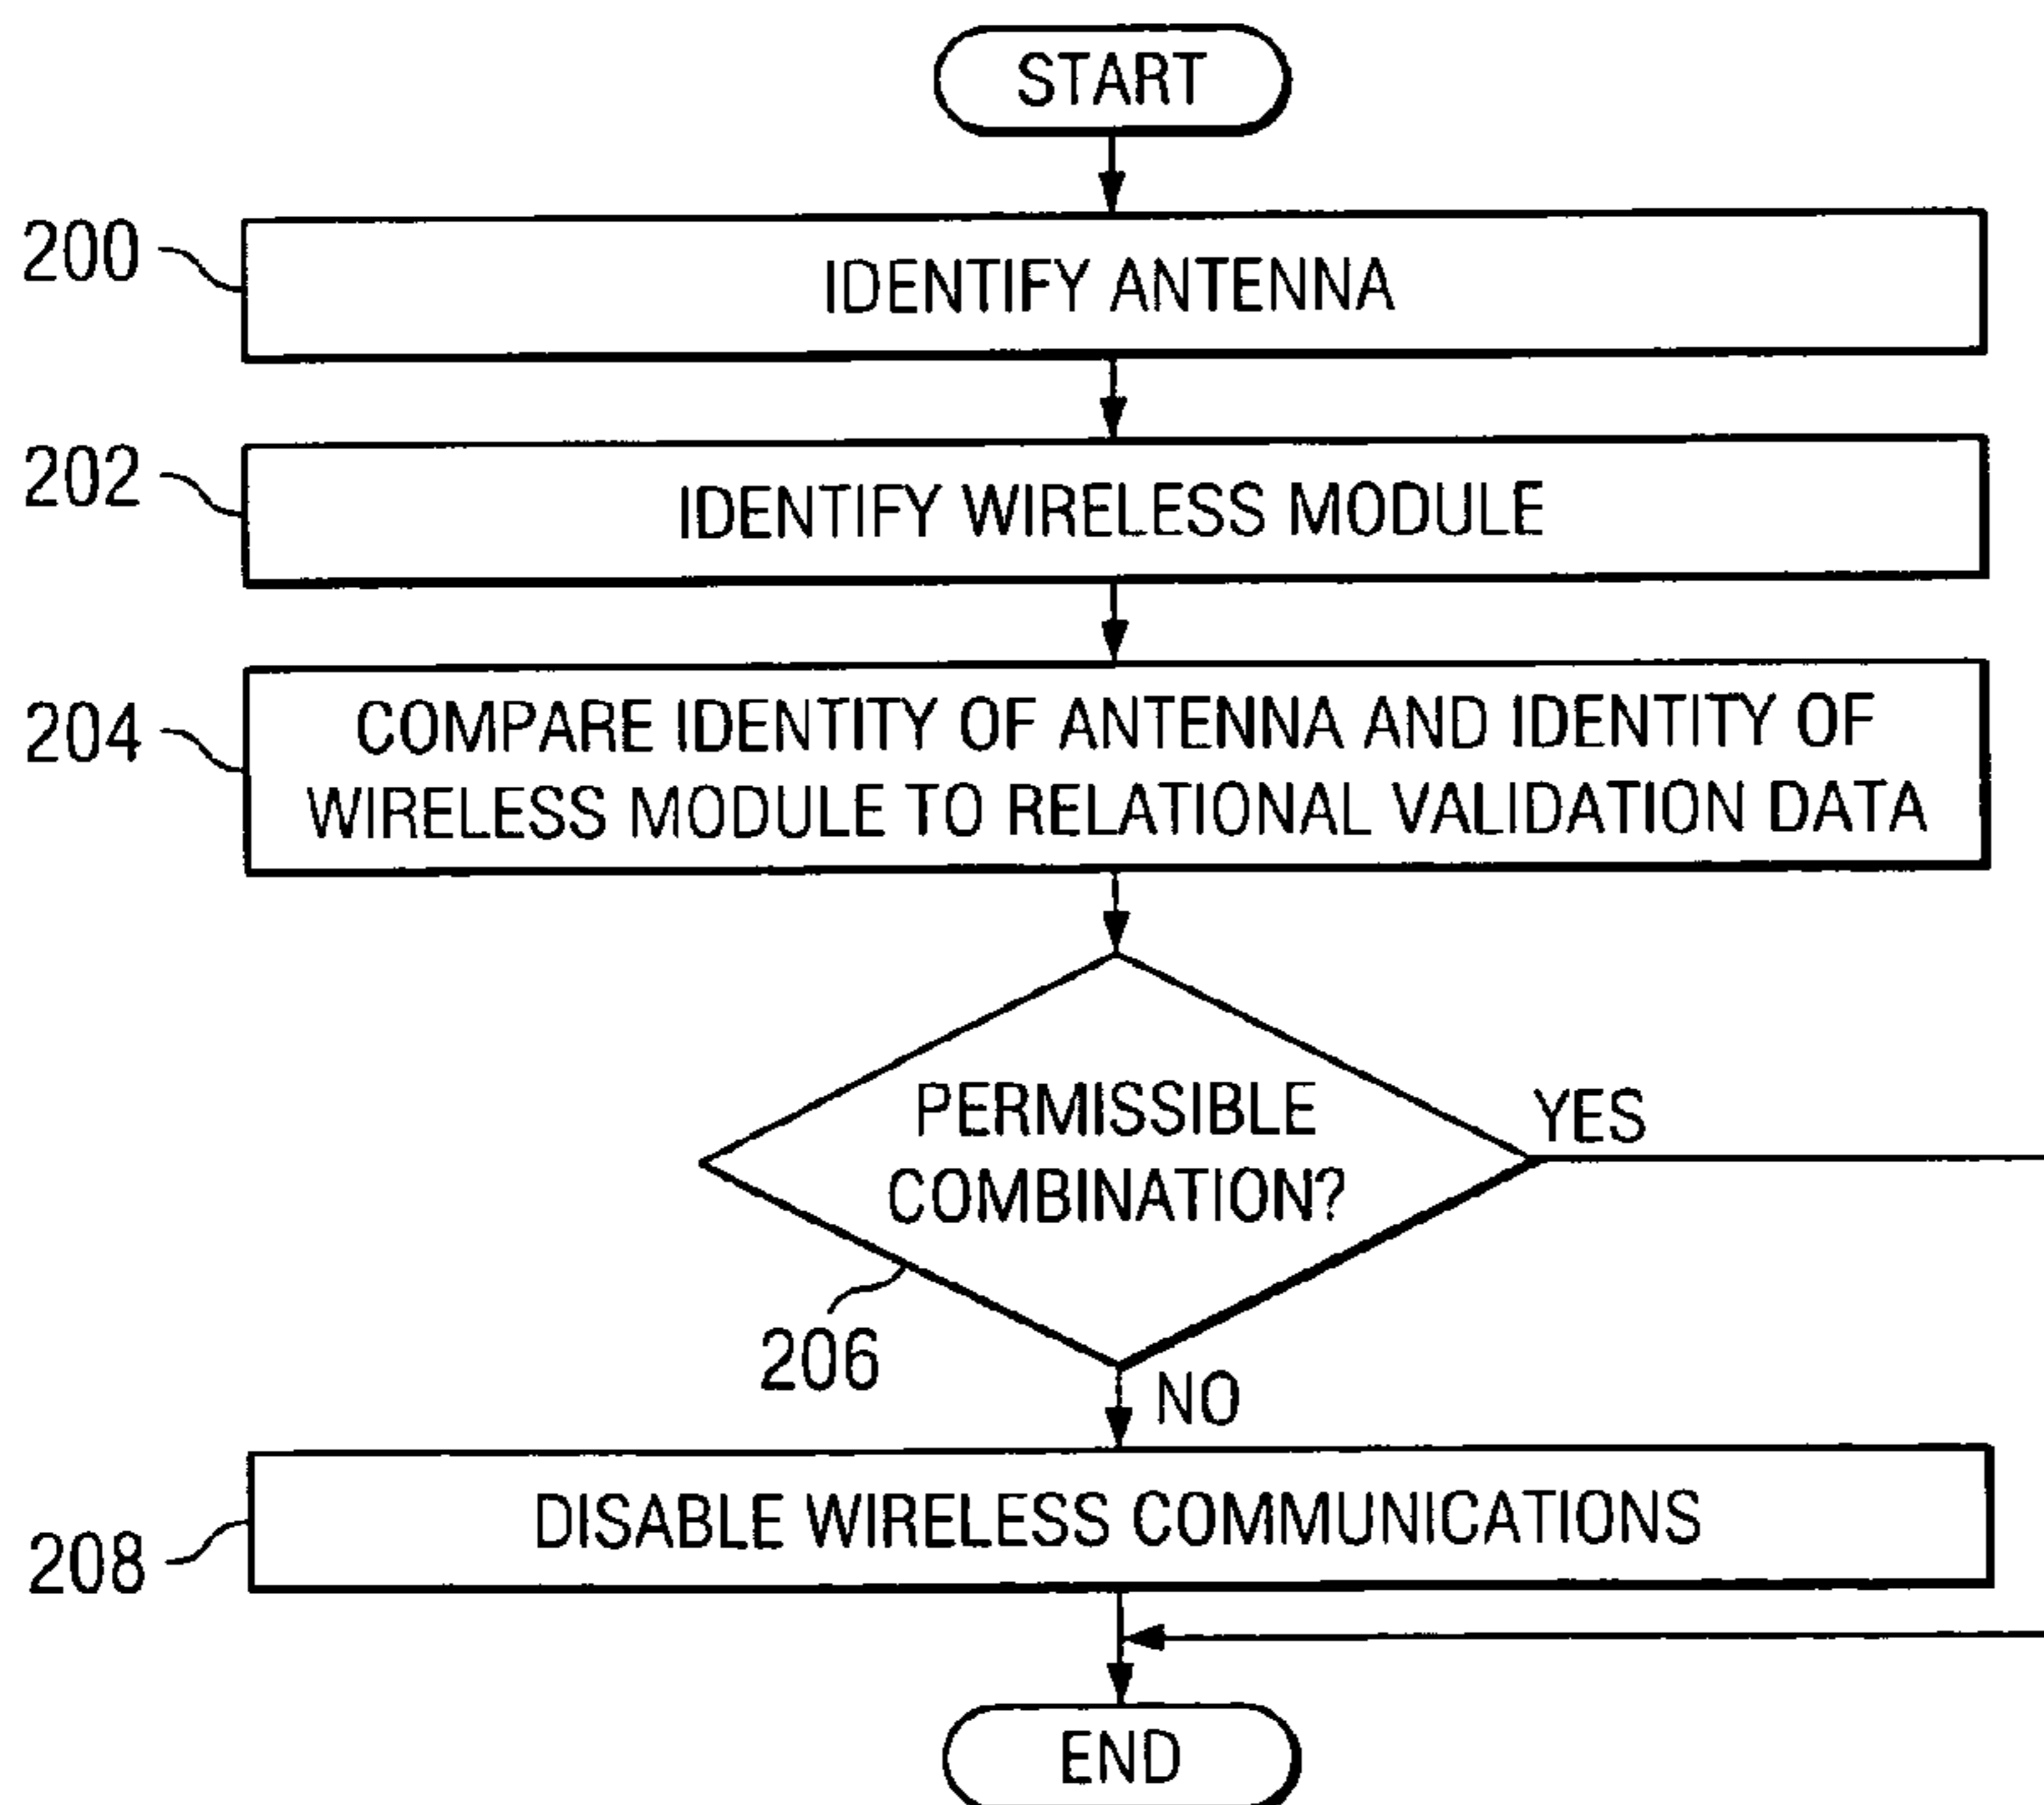 START
200
IDENTIFY ANTENNA
202
IDENTIFY WIRELESS MODULE
204
COMPARE IDENTITY OF ANTENNA AND IDENTITY OF
WIRELESS MODULE TO RELATIONAL VALIDATION DATA
PERMISSIBLE
COMBINATION?
YES
206
NO
208
DISABLE WIRELESS COMMUNICATIONS
END